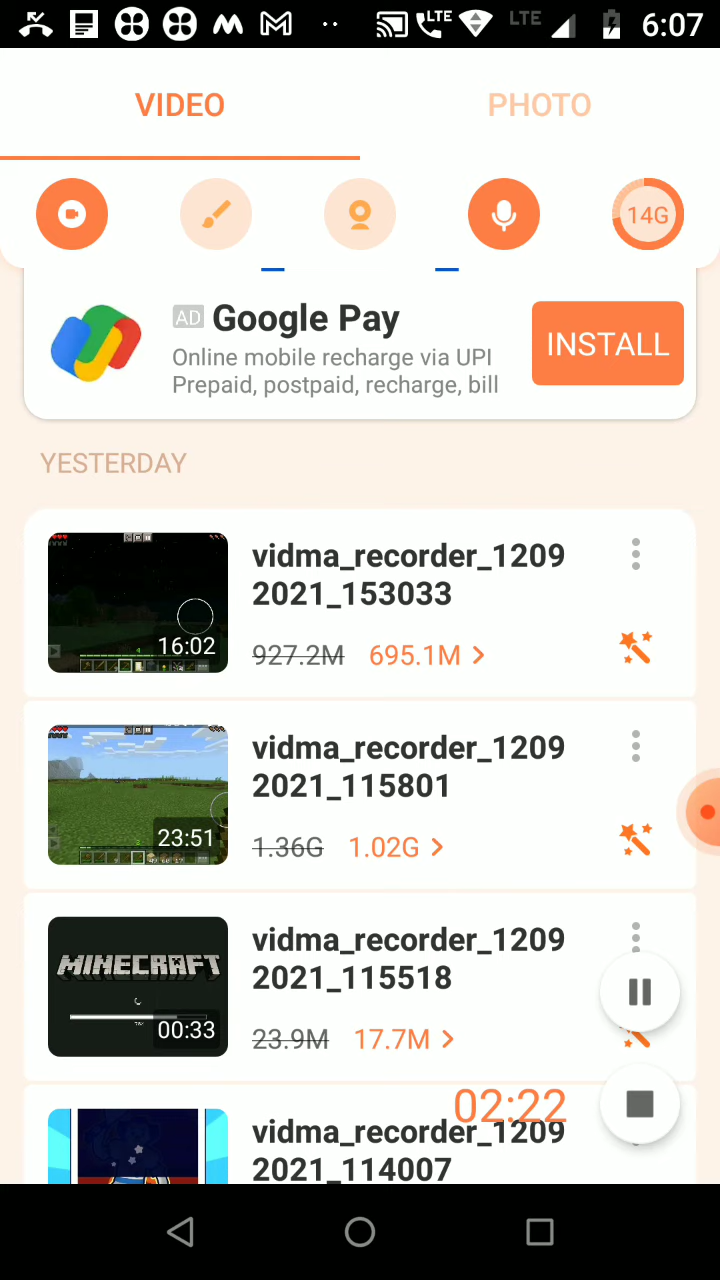 LTE LTE 6:07
VIDEO PHOTO
14G
AD Google Pay
Online mobile recharge via UPI
Prepaid, postpaid, recharge, bill
INSTALL
YESTERDAY
vidma_recorder_1209
2021_153033
16:02
927.2M 695.1M >
vidma_recorder_1209
2021_115801
23:51
1.36G 1.02G >
MINECRAFT
vidma_recorder_1209
2021_115518
00:33
23.9M 17.7M >
02:22
vidma_recorder_1209
2021_114007